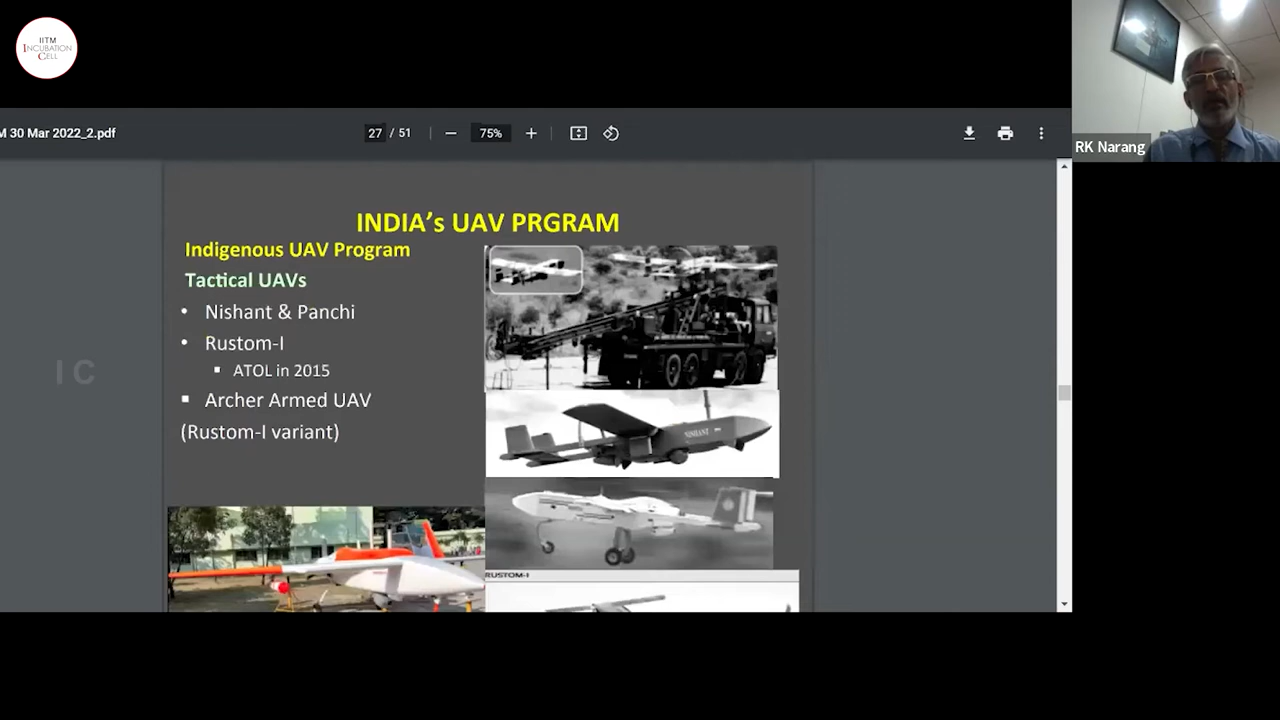 IITM
INCUBATION
CELL
M 30 Mar 2022_2.pdf
27 / 51
75%
RK Narang
INDIA's UAV PRGRAM
Indigenous UAV Program
Tactical UAVs
• Nishant & Panchi
• Rustom-I
▪ ATOL in 2015
▪ Archer Armed UAV
(Rustom-I variant)
NISHANT
RUSTOM-I
I C